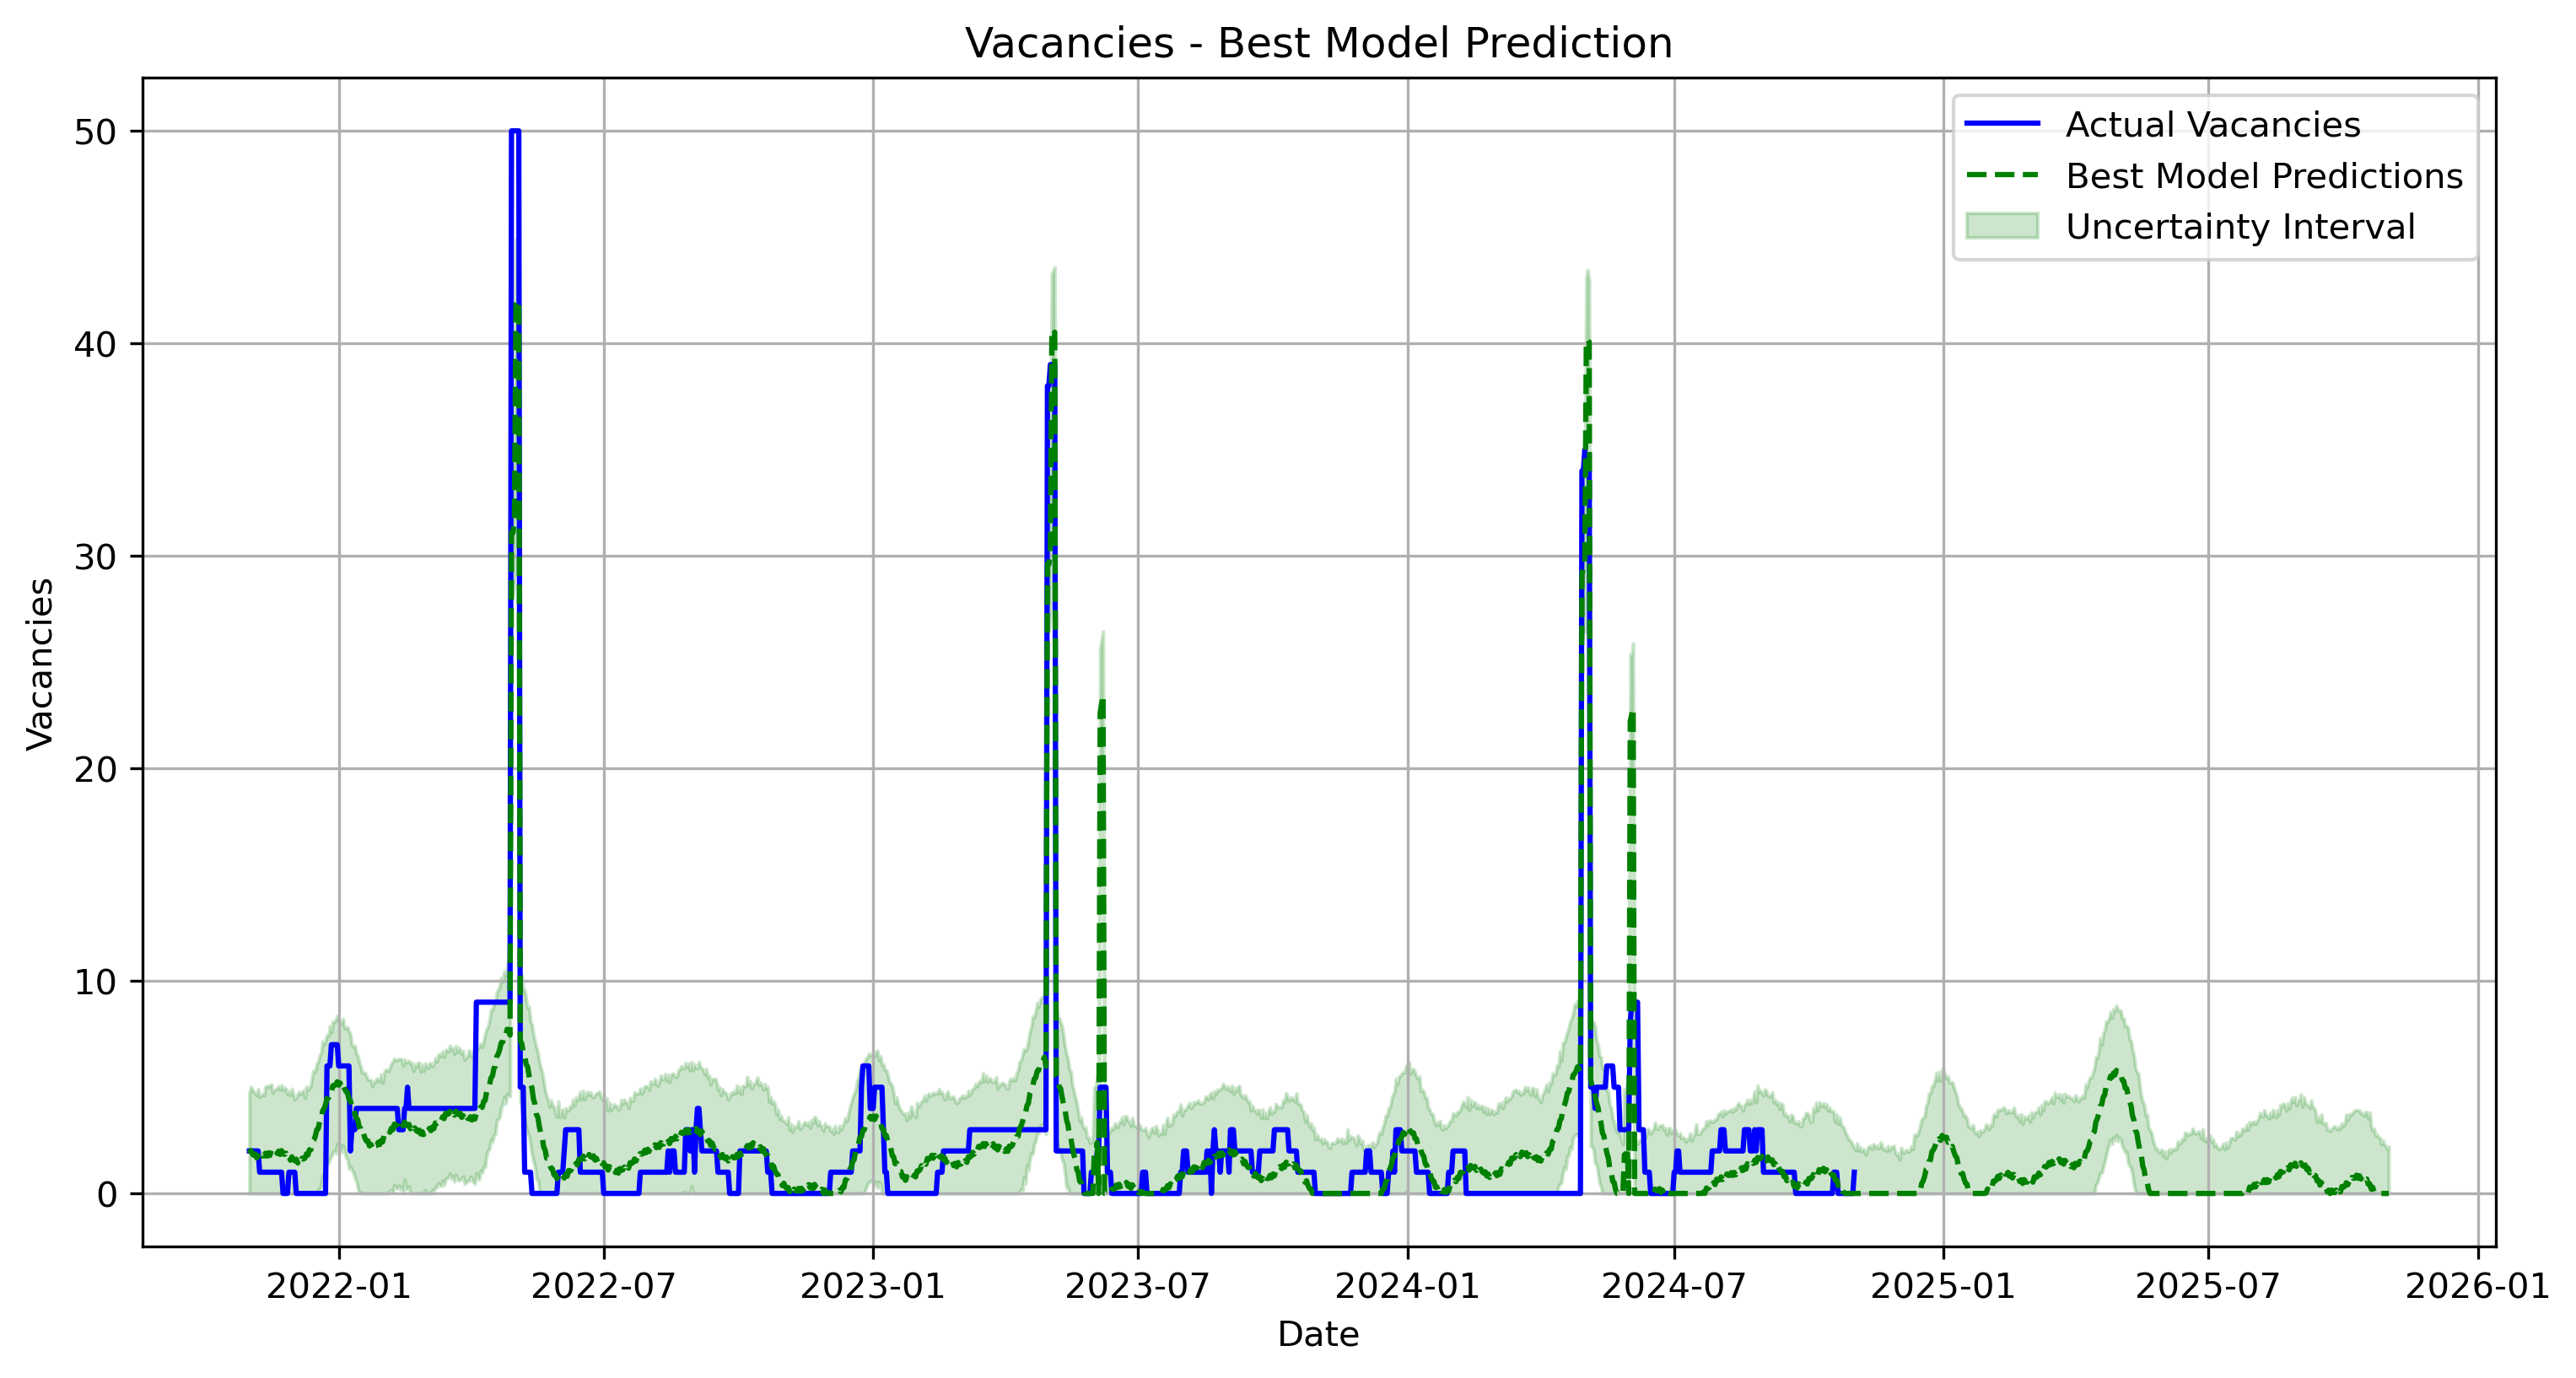 Vacancies - Best Model Prediction
Actual Vacancies
Best Model Predictions
Uncertainty Interval
Vacancies
50
40
30
20
10
0
2022-01
2022-07
2023-01
2023-07
2024-01
2024-07
2025-01
2025-07
2026-01
Date